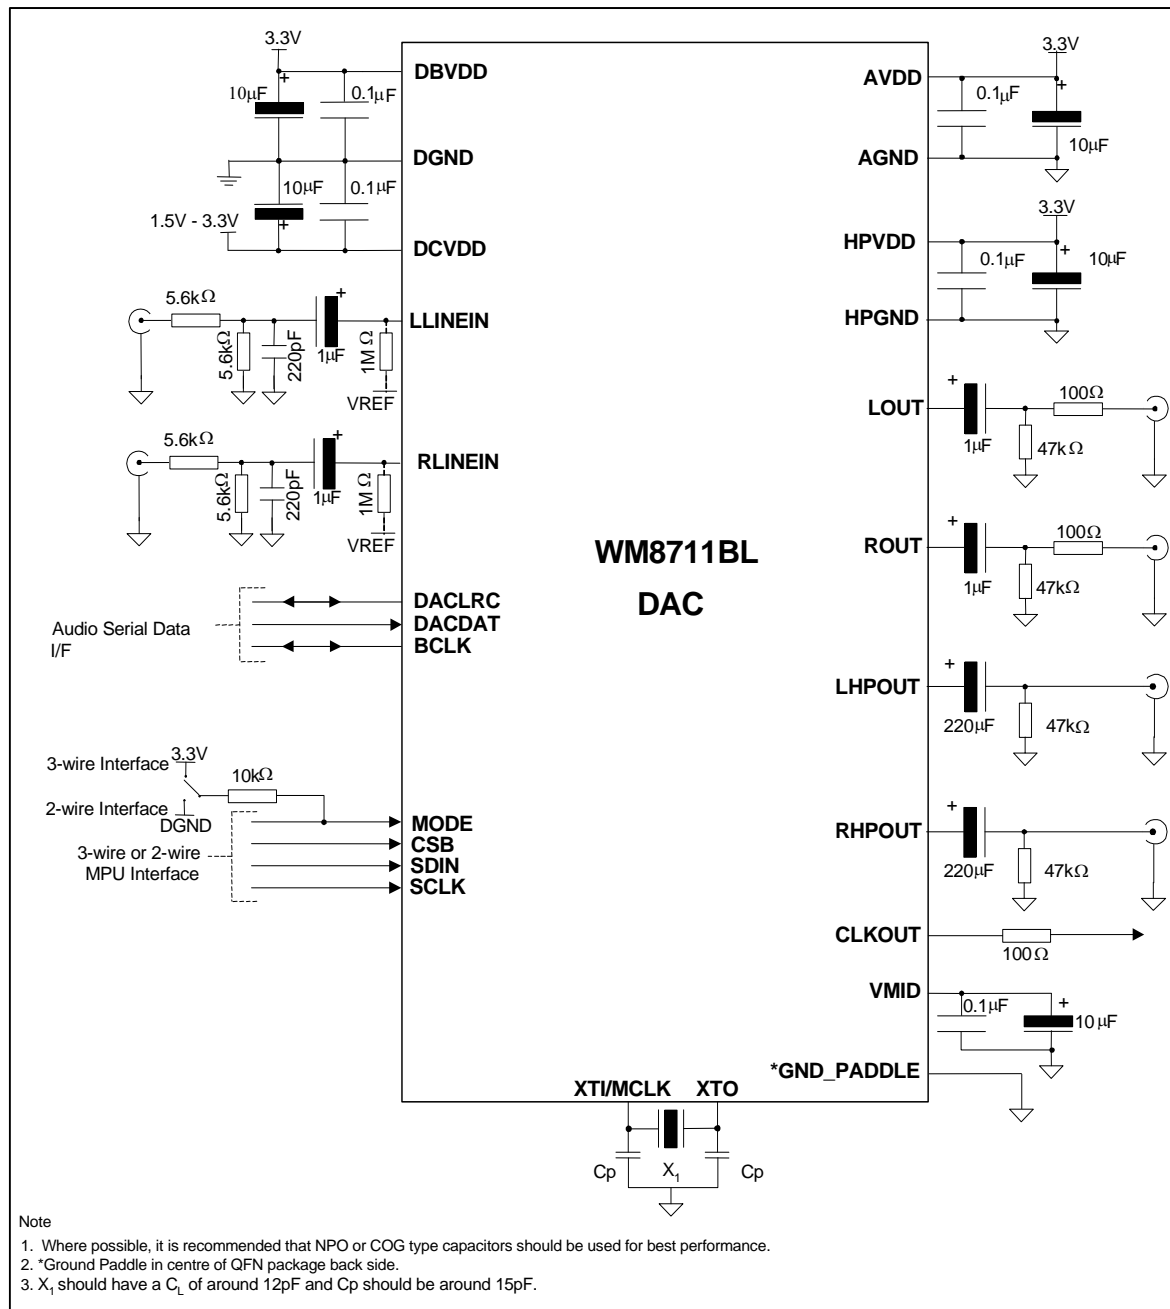 3.3V
DBVDD
10μF
0.1μF
DGND
10μF
0.1μF
1.5V - 3.3V
DCVDD
5.6kΩ
LLINEIN
5.6kΩ
220pF
1μF
1MΩ
VREF
5.6kΩ
RLINEIN
5.6kΩ
220pF
1μF
1MΩ
VREF
DACLRC
DACDAT
BCLK
Audio Serial Data
I/F
3.3V
3-wire Interface
10kΩ
2-wire Interface
DGND
MODE
CSB
SDIN
SCLK
3-wire or 2-wire
MPU Interface
WM8711BL
DAC
3.3V
AVDD
0.1μF
10μF
AGND
3.3V
HPVDD
0.1μF
10μF
HPGND
LOUT
+
1μF
100Ω
47kΩ
ROUT
+
1μF
100Ω
47kΩ
LHPOUT
+
220μF
47kΩ
RHPOUT
+
220μF
47kΩ
CLKOUT
100Ω
VMID
0.1μF
+
10μF
*GND_PADDLE
XTI/MCLK XTO
Cp X1 Cp
Note
1. Where possible, it is recommended that NPO or COG type capacitors should be used for best performance.
2. *Ground Paddle in centre of QFN package back side.
3. X1 should have a CL of around 12pF and Cp should be around 15pF.